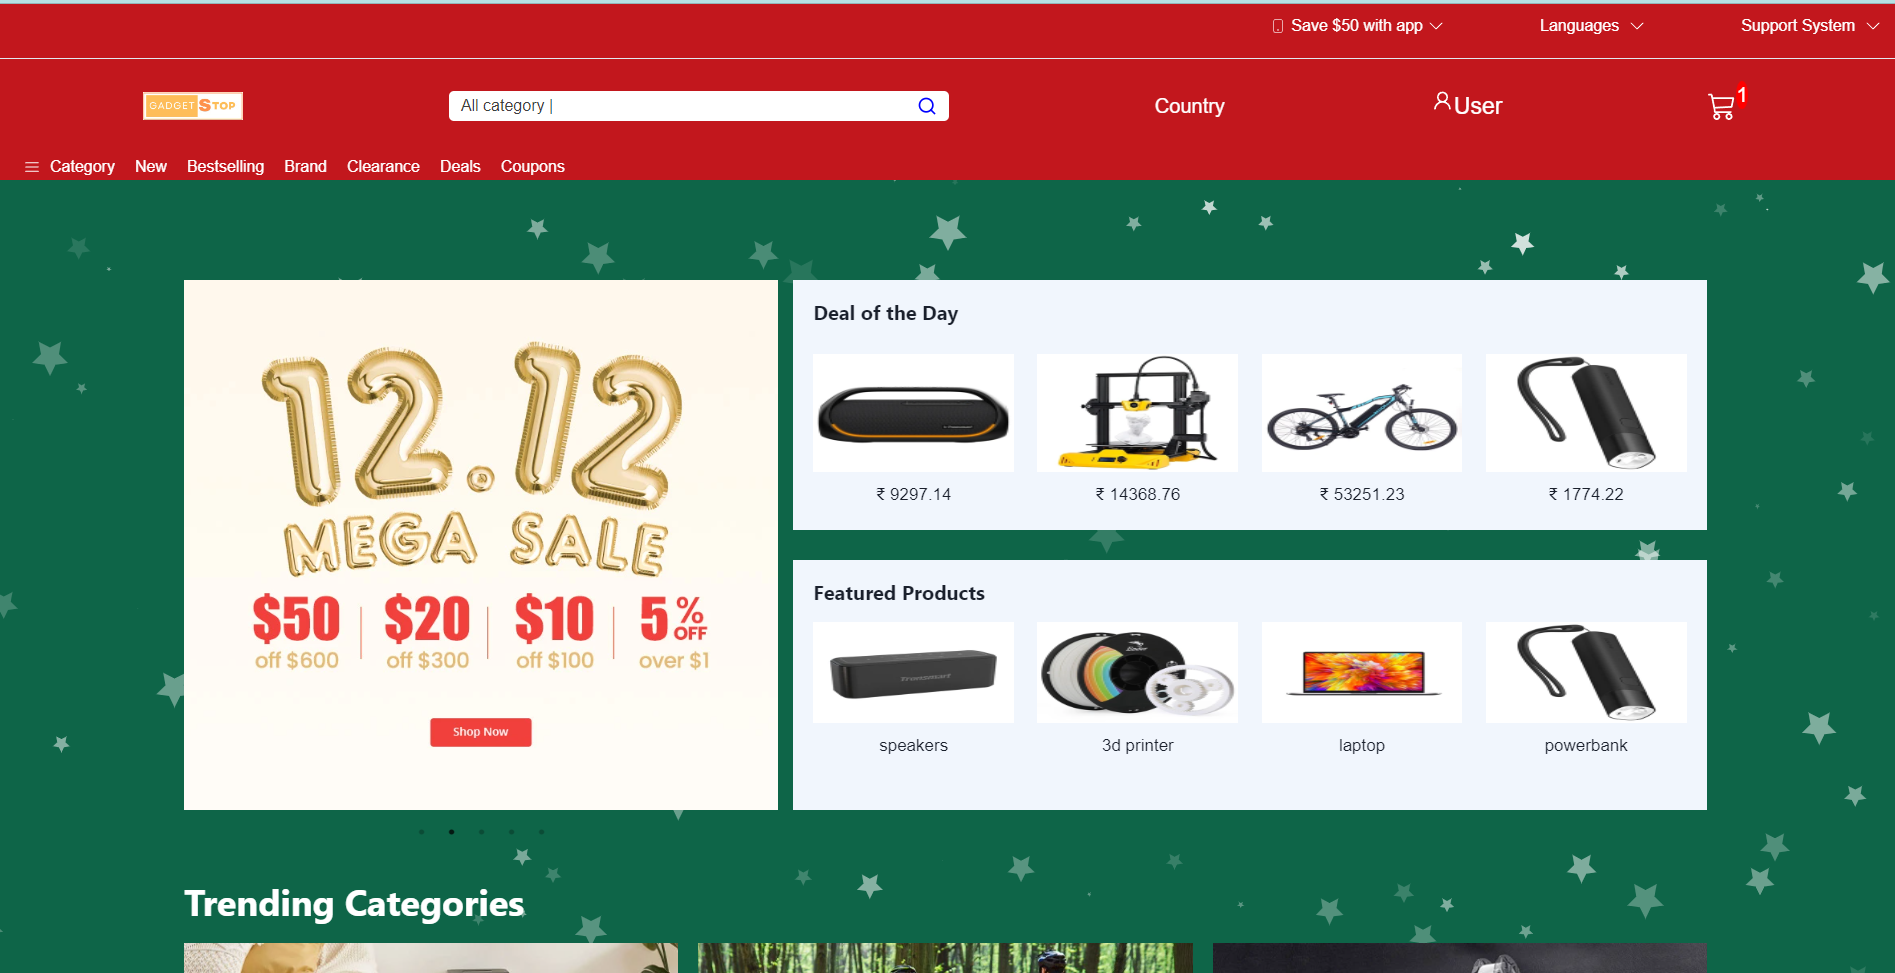 Save $50 with app
Languages
Support System
GADGET STOP
All category |
Country
User
1
Category New Bestselling Brand Clearance Deals Coupons
12.12
MEGA SALE
$50 $20 $10 5% OFF
off $600 off $300 off $100 over $1
Shop Now
Deal of the Day
₹ 9297.14 ₹ 14368.76 ₹ 53251.23 ₹ 1774.22
Featured Products
Tronsmart
Ender
speakers 3d printer laptop powerbank
Trending Categories